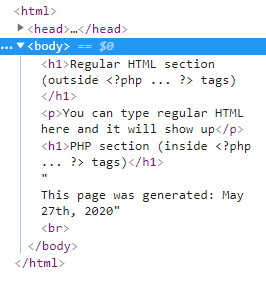 <html>
▶<head>…</head>
…▼<body> == $0
<h1>Regular HTML section
(outside <?php ... ?> tags)
</h1>
<p>You can type regular HTML
here and it will show up</p>
<h1>PHP section (inside <?php
... ?> tags)</h1>
"
This page was generated: May
27th, 2020"
<br>
</body>
</html>